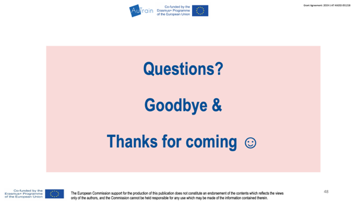 AuTrain
Co-funded by the
Erasmus+ Programme
of the European Union
Questions?
Goodbye &
Thanks for coming ☺
Co-funded by the
Erasmus+ Programme
of the European Union
The European Commission support for the production of this publication does not constitute an endorsement of the contents which reflects the views
only of the authors, and the Commission cannot be held responsible for any use which may be made of the information contained therein.